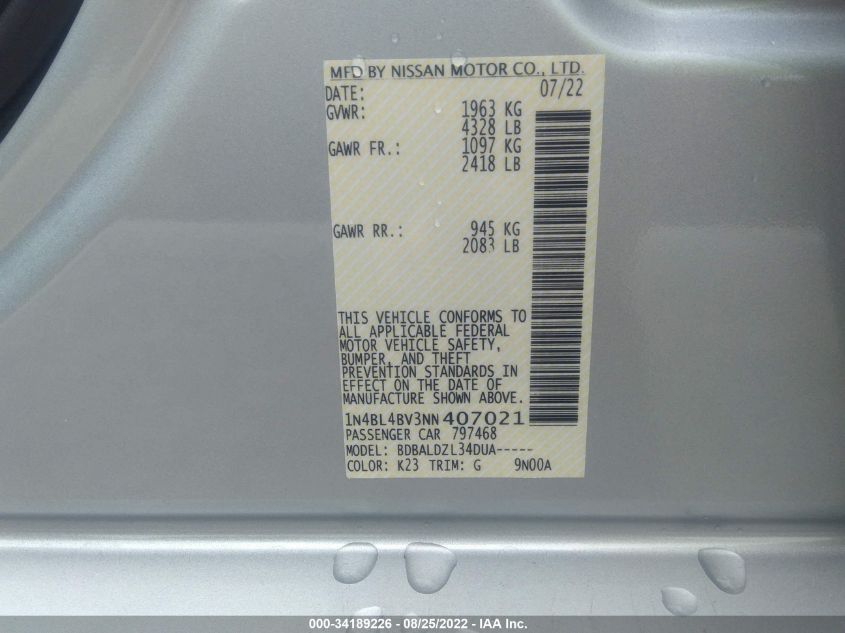 MFD BY NISSAN MOTOR CO., LTD.
DATE: 07/22
GVWR: 1963 KG
4328 LB
GAWR FR.: 1097 KG
2418 LB
GAWR RR.: 945 KG
2083 LB
THIS VEHICLE CONFORMS TO
ALL APPLICABLE FEDERAL
MOTOR VEHICLE SAFETY,
BUMPER, AND THEFT
PREVENTION STANDARDS IN
EFFECT ON THE DATE OF
MANUFACTURE SHOWN ABOVE.
1N4BL4BV3NN407021
PASSENGER CAR 797468
MODEL: BDBALDZL34DUA-----
COLOR: K23 TRIM: G 9N00A
000-34189226 - 08/25/2022 - IAA Inc.